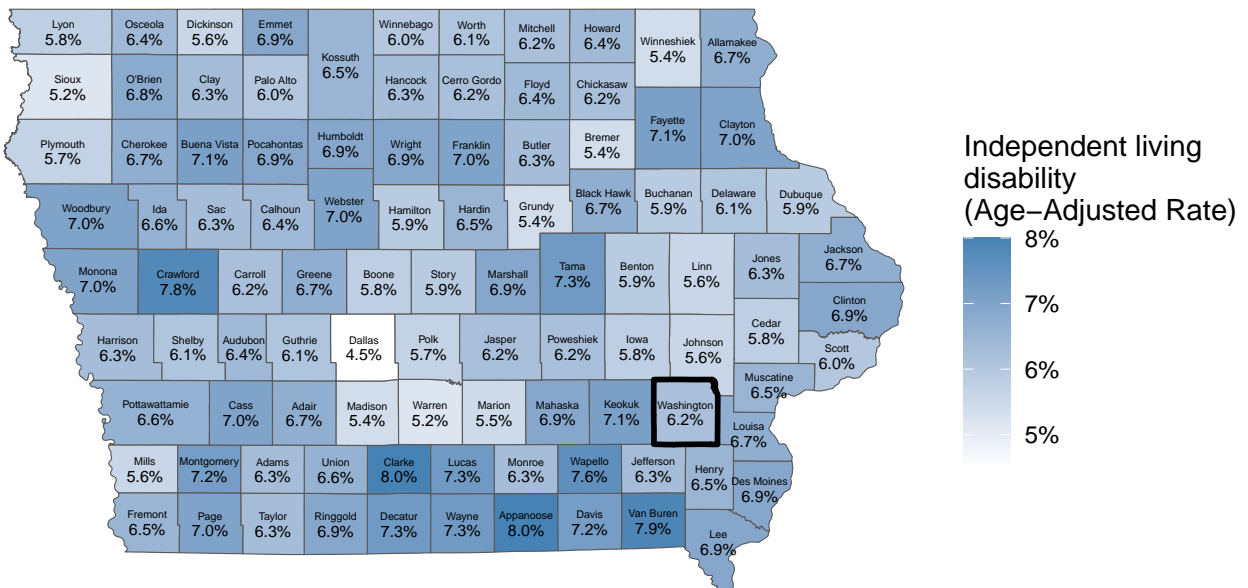 Lyon
5.8%
Osceola
6.4%
Dickinson
5.6%
Emmet
6.9%
Kossuth
6.5%
Winnebago
6.0%
Worth
6.1%
Mitchell
6.2%
Howard
6.4%
Winneshiek
5.4%
Allamakee
6.7%
Sioux
5.2%
O'Brien
6.8%
Clay
6.3%
Palo Alto
6.0%
Hancock
6.3%
Cerro Gordo
6.2%
Floyd
6.4%
Chickasaw
6.2%
Fayette
7.1%
Clayton
7.0%
Plymouth
5.7%
Cherokee
6.7%
Buena Vista
7.1%
Pocahontas
6.9%
Humboldt
6.9%
Wright
6.9%
Franklin
7.0%
Butler
6.3%
Bremer
5.4%
Woodbury
7.0%
Ida
6.6%
Sac
6.3%
Calhoun
6.4%
Webster
7.0%
Hamilton
5.9%
Hardin
6.5%
Grundy
5.4%
Black Hawk
6.7%
Buchanan
5.9%
Delaware
6.1%
Dubuque
5.9%
Monona
7.0%
Crawford
7.8%
Carroll
6.2%
Greene
6.7%
Boone
5.8%
Story
5.9%
Marshall
6.9%
Tama
7.3%
Benton
5.9%
Linn
5.6%
Jones
6.3%
Jackson
6.7%
Clinton
6.9%
Harrison
6.3%
Shelby
6.1%
Audubon
6.4%
Guthrie
6.1%
Dallas
4.5%
Polk
5.7%
Jasper
6.2%
Poweshiek
6.2%
Iowa
5.8%
Johnson
5.6%
Cedar
5.8%
Scott
6.0%
Muscatine
6.5%
Pottawattamie
6.6%
Cass
7.0%
Adair
6.7%
Madison
5.4%
Warren
5.2%
Marion
5.5%
Mahaska
6.9%
Keokuk
7.1%
Washington
6.2%
Louisa
6.7%
Mills
5.6%
Montgomery
7.2%
Adams
6.3%
Union
6.6%
Clarke
8.0%
Lucas
7.3%
Monroe
6.3%
Wapello
7.6%
Jefferson
6.3%
Henry
6.5%
Des Moines
6.9%
Fremont
6.5%
Page
7.0%
Taylor
6.3%
Ringgold
6.9%
Decatur
7.3%
Wayne
7.3%
Appanoose
8.0%
Davis
7.2%
Van Buren
7.9%
Lee
6.9%
Independent living
disability
(Age−Adjusted Rate)
8%
7%
6%
5%